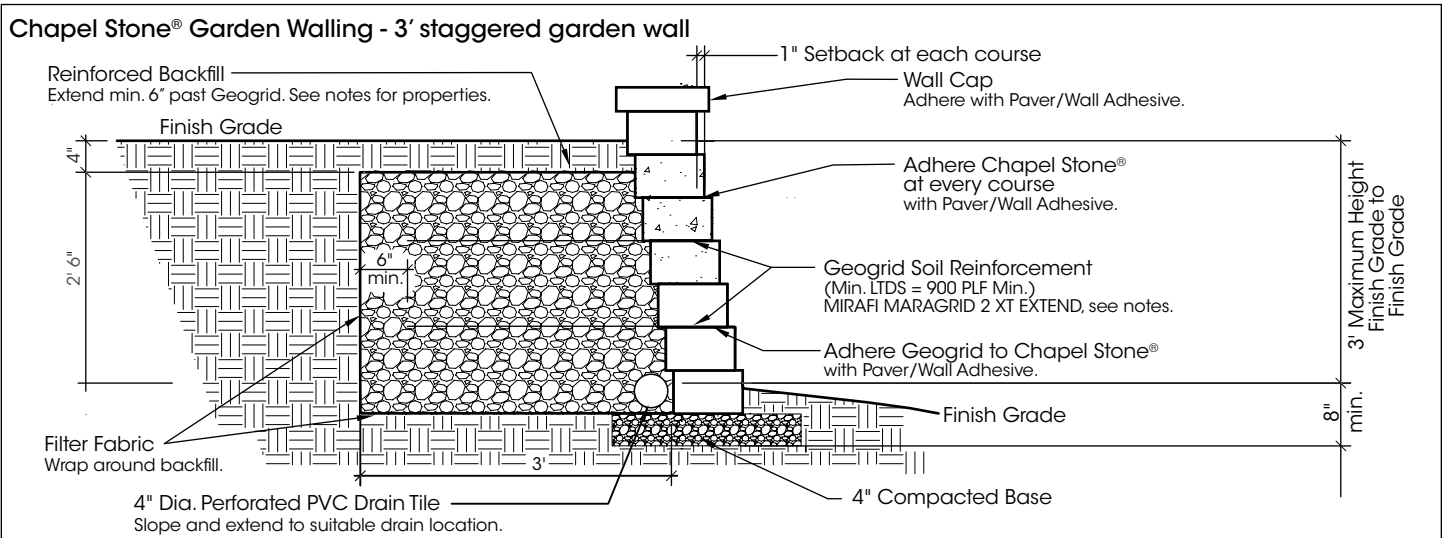 Chapel Stone® Garden Walling - 3' staggered garden wall
1" Setback at each course
Reinforced Backfill
Extend min. 6" past Geogrid. See notes for properties.
Wall Cap
Adhere with Paver/Wall Adhesive.
Finish Grade
4"
Adhere Chapel Stone®
at every course
with Paver/Wall Adhesive.
2' 6"
6"
min.
Geogrid Soil Reinforcement
(Min. LTDS = 900 PLF Min.)
MIRAFI MARAGRID 2 XT EXTEND, see notes.
3' Maximum Height
Finish Grade to
Finish Grade
Adhere Geogrid to Chapel Stone®
with Paver/Wall Adhesive.
Finish Grade
8"
min.
Filter Fabric
Wrap around backfill.
3'
4" Dia. Perforated PVC Drain Tile
Slope and extend to suitable drain location.
4" Compacted Base